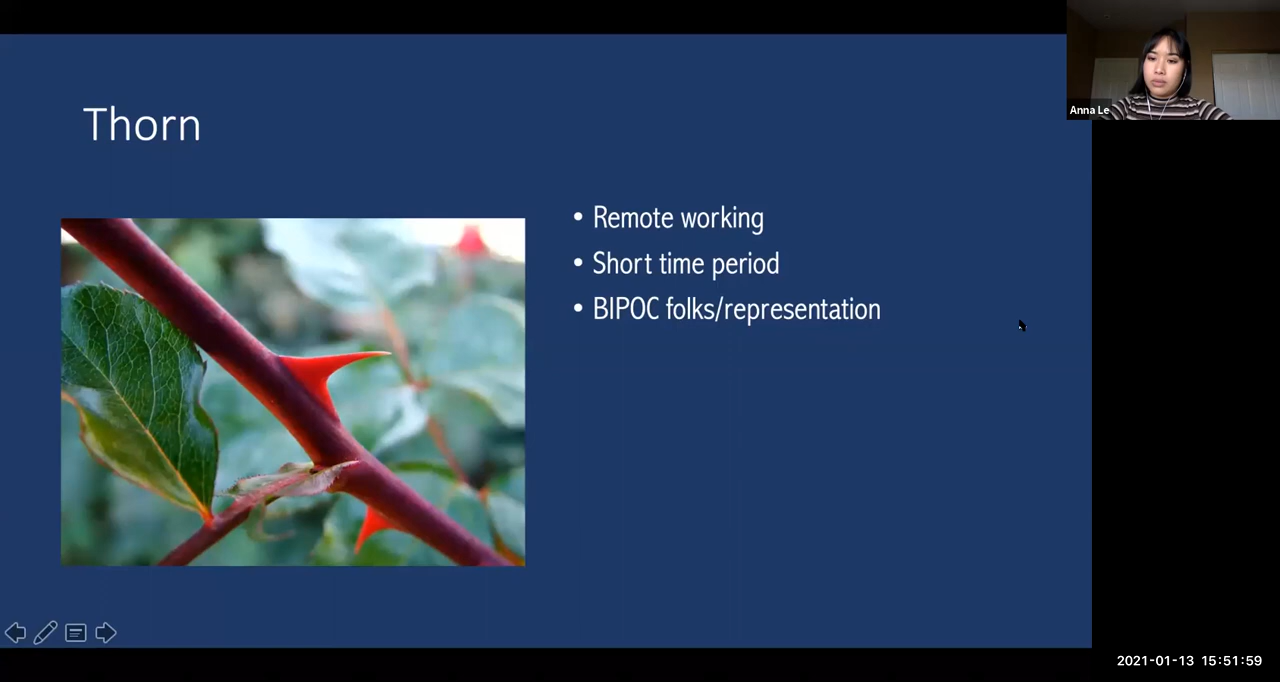 Thorn
• Remote working
• Short time period
• BIPOC folks/representation
Anna Le
2021-01-13 15:51:59